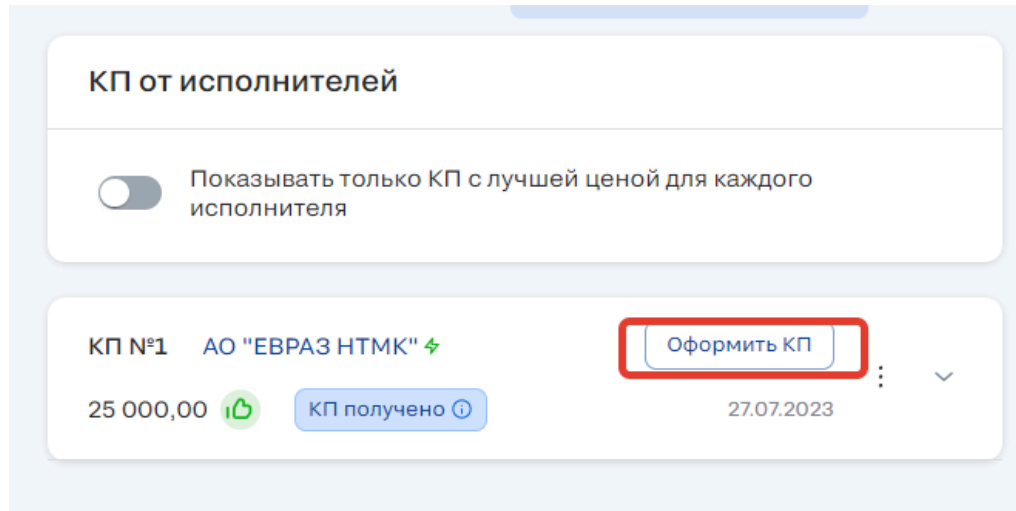 КП от исполнителей
Показывать только КП с лучшей ценой для каждого
исполнителя
КП №1 АО "ЕВРАЗ НТМК" Оформить КП
25 000,00 КП получено 27.07.2023